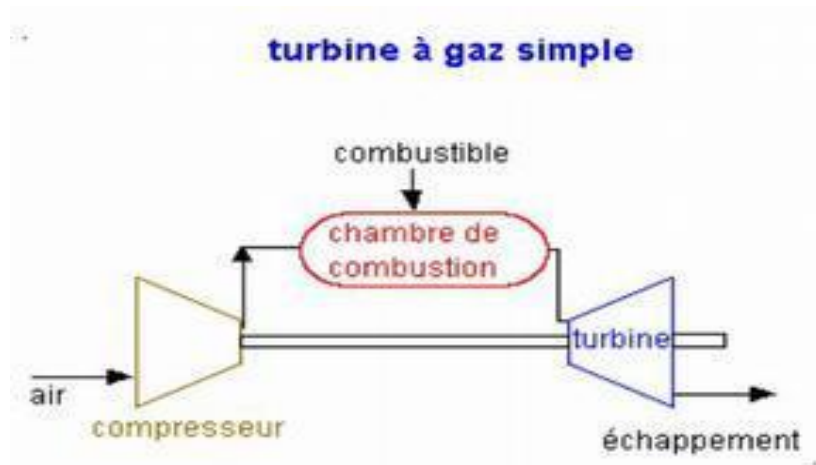 turbine à gaz simple
combustible
chambre de
combustion
turbine
air
compresseur
échappement